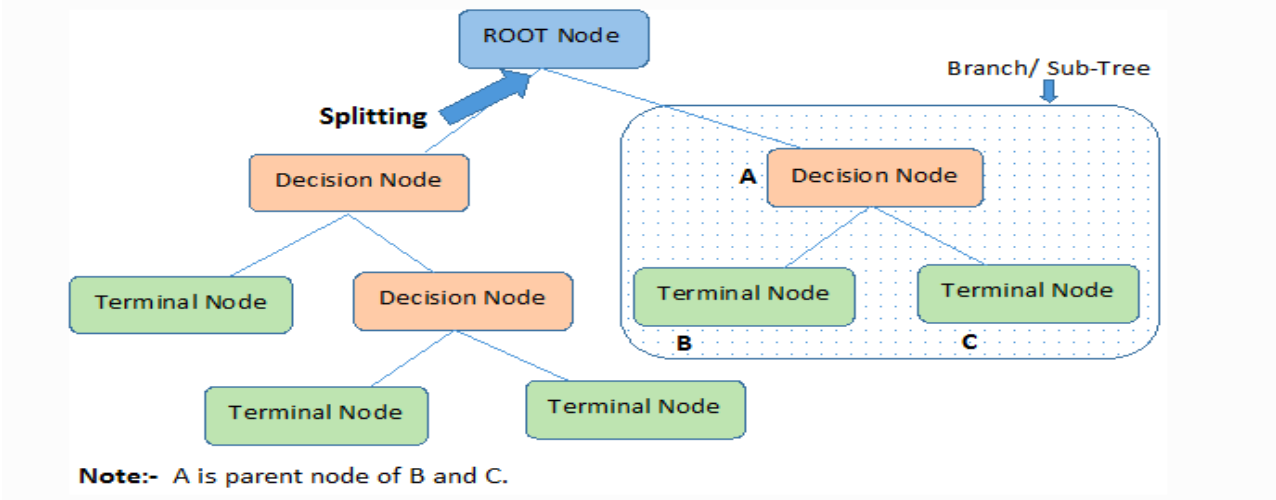 ROOT Node
Branch/ Sub-Tree
Splitting
Decision Node
A
Decision Node
Terminal Node
Decision Node
Terminal Node
Terminal Node
B
C
Terminal Node
Terminal Node
Note:- A is parent node of B and C.